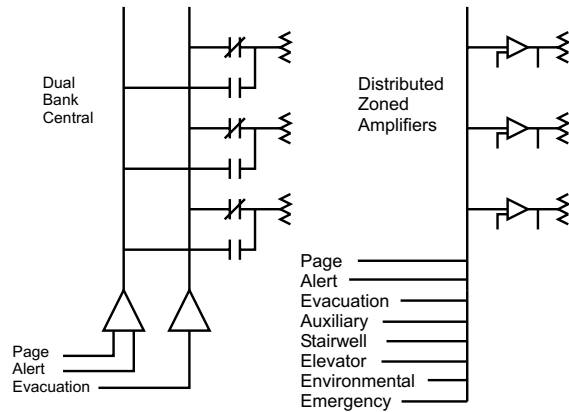 Dual
Bank
Central
Page
Alert
Evacuation
Distributed
Zoned
Amplifiers
Page
Alert
Evacuation
Auxiliary
Stairwell
Elevator
Environmental
Emergency